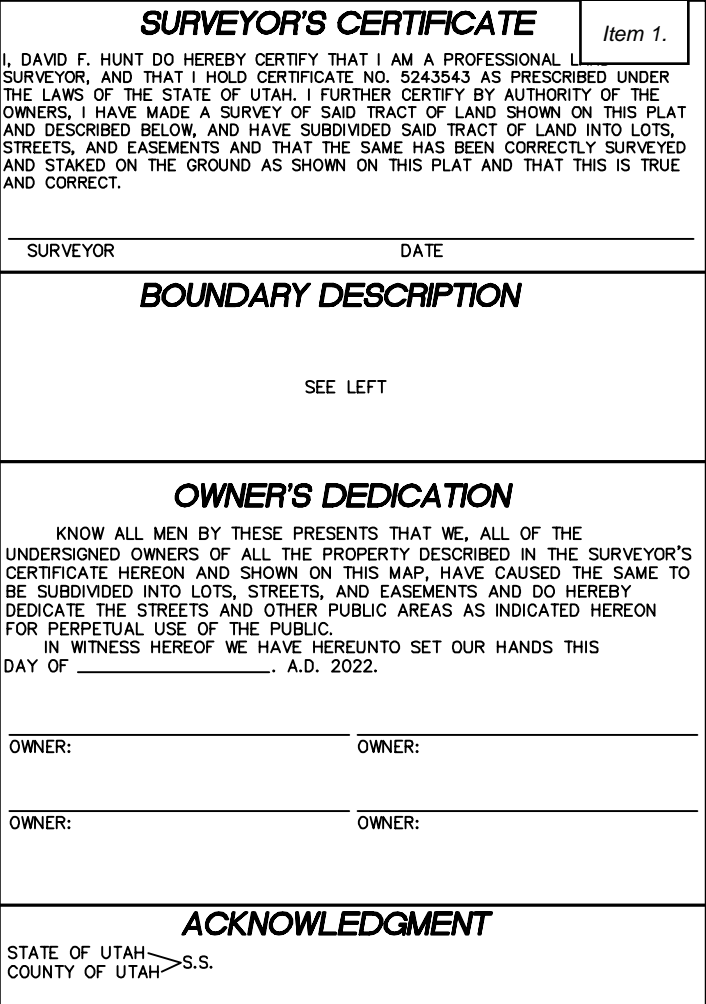 SURVEYOR'S CERTIFICATE
Item 1.
I, DAVID F. HUNT DO HEREBY CERTIFY THAT I AM A PROFESSIONAL
SURVEYOR, AND THAT I HOLD CERTIFICATE NO. 5243543 AS PRESCRIBED UNDER
THE LAWS OF THE STATE OF UTAH. I FURTHER CERTIFY BY AUTHORITY OF THE
OWNERS, I HAVE MADE A SURVEY OF SAID TRACT OF LAND SHOWN ON THIS PLAT
AND DESCRIBED BELOW, AND HAVE SUBDIVIDED SAID TRACT OF LAND INTO LOTS,
STREETS, AND EASEMENTS AND THAT THE SAME HAS BEEN CORRECTLY SURVEYED
AND STAKED ON THE GROUND AS SHOWN ON THIS PLAT AND THAT THIS IS TRUE
AND CORRECT.
SURVEYOR DATE
BOUNDARY DESCRIPTION
SEE LEFT
OWNER'S DEDICATION
KNOW ALL MEN BY THESE PRESENTS THAT WE, ALL OF THE
UNDERSIGNED OWNERS OF ALL THE PROPERTY DESCRIBED IN THE SURVEYOR'S
CERTIFICATE HEREON AND SHOWN ON THIS MAP, HAVE CAUSED THE SAME TO
BE SUBDIVIDED INTO LOTS, STREETS, AND EASEMENTS AND DO HEREBY
DEDICATE THE STREETS AND OTHER PUBLIC AREAS AS INDICATED HEREON
FOR PERPETUAL USE OF THE PUBLIC.
IN WITNESS HEREOF WE HAVE HEREUNTO SET OUR HANDS THIS
DAY OF ____________________. A.D. 2022.
OWNER: OWNER:
OWNER: OWNER:
ACKNOWLEDGMENT
STATE OF UTAH
S.S.
COUNTY OF UTAH